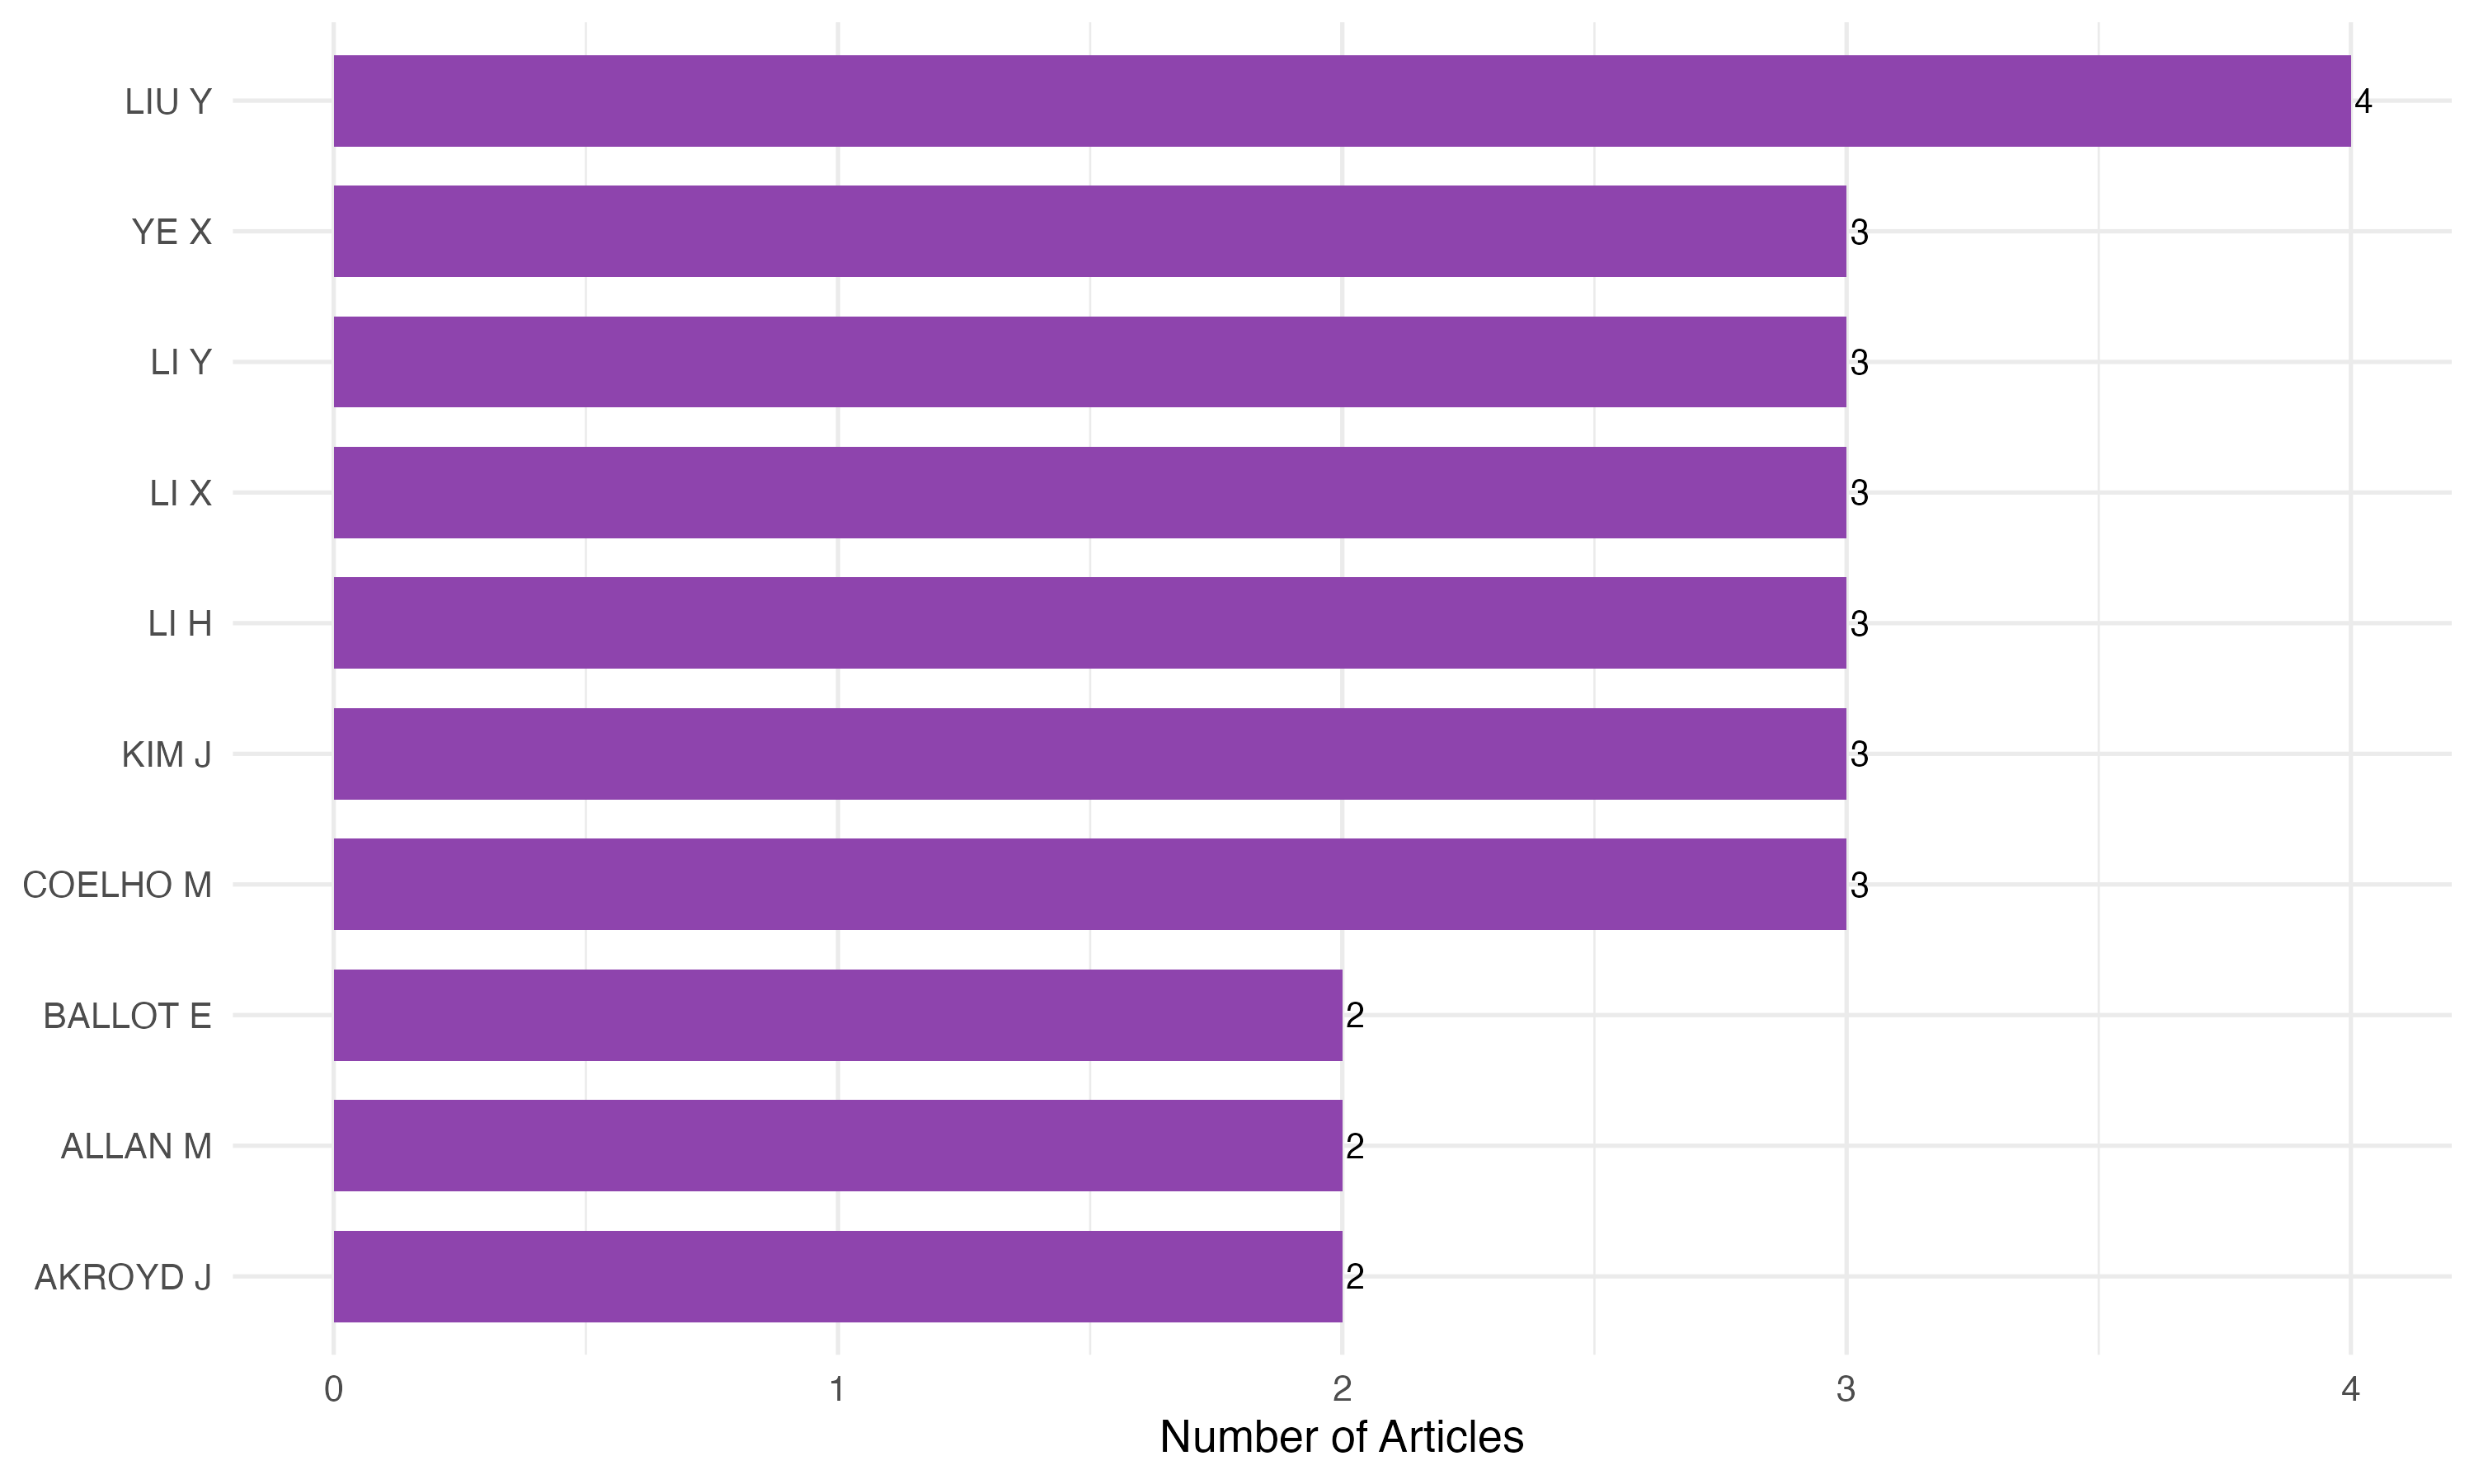 LIU Y 4
YE X 3
LI Y 3
LI X 3
LI H 3
KIM J 3
COELHO M 3
BALLOT E 2
ALLAN M 2
AKROYD J 2
0 1 2 3 4
Number of Articles